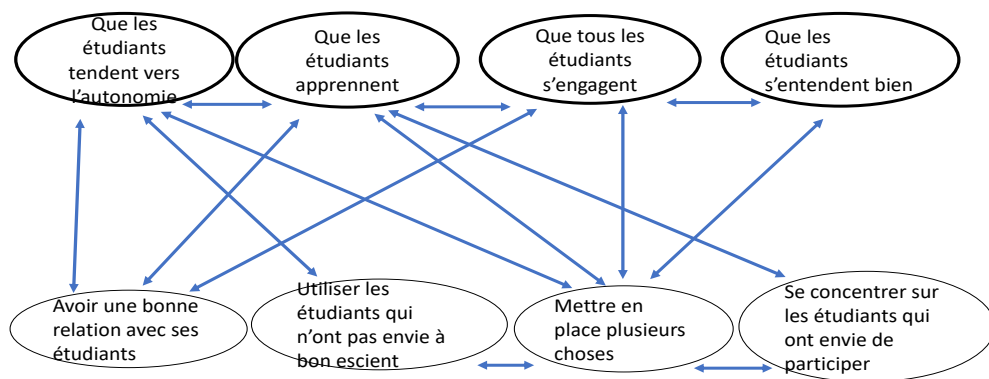 Que les
étudiants
tendent vers
l'autonomie
Que les
étudiants
apprennent
Que tous les
étudiants
s'engagent
Que les
étudiants
s'entendent bien
Avoir une bonne
relation avec ses
étudiants
Utiliser les
étudiants qui
n'ont pas envie à
bon escient
Mettre en
place plusieurs
choses
Se concentrer sur
les étudiants qui
ont envie de
participer